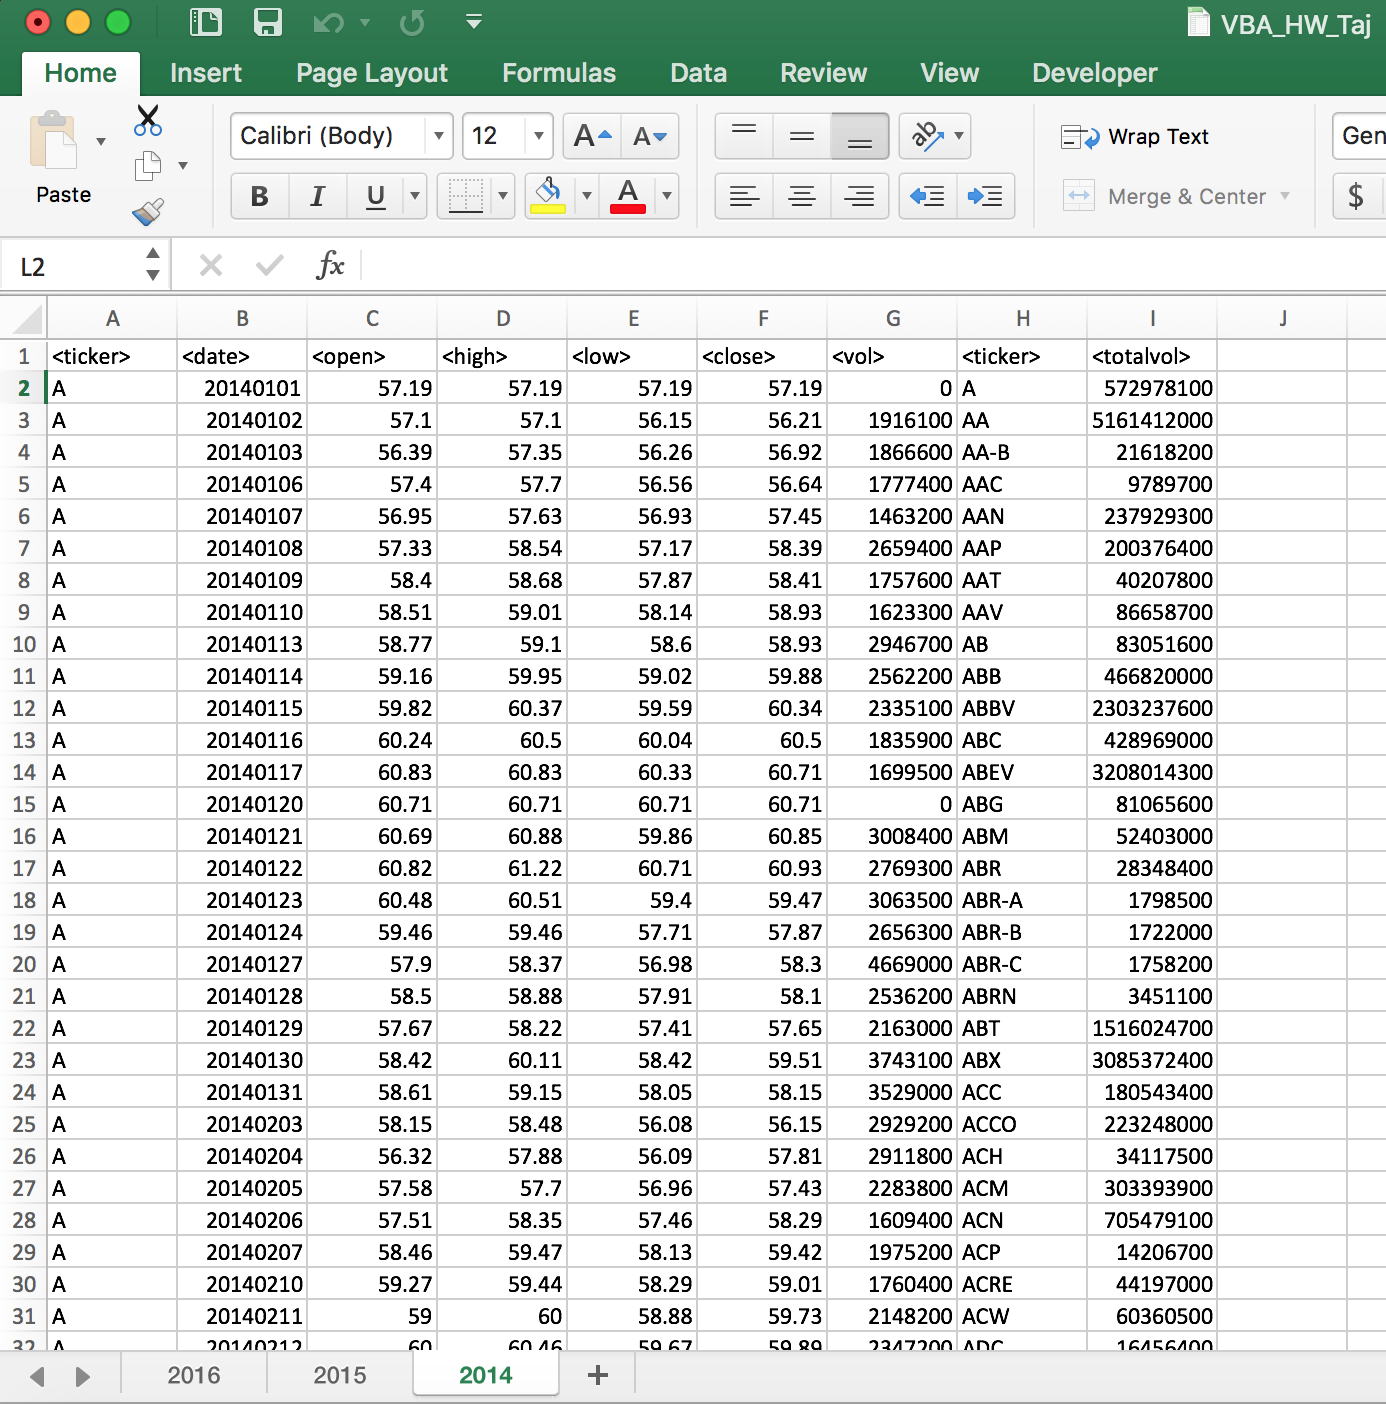 VBA_HW_Taj
Home Insert Page Layout Formulas Data Review View Developer
Calibri (Body) 12 A A ab Wrap Text Gen
Paste B I U A Merge & Center $
L2 fx
A B C D E F G H I J
1 <ticker> <date> <open> <high> <low> <close> <vol> <ticker> <totalvol>
2 A 20140101 57.19 57.19 57.19 57.19 0 A 572978100
3 A 20140102 57.1 57.1 56.15 56.21 1916100 AA 5161412000
4 A 20140103 56.39 57.35 56.26 56.92 1866600 AA-B 21618200
5 A 20140106 57.4 57.7 56.56 56.64 1777400 AAC 9789700
6 A 20140107 56.95 57.63 56.93 57.45 1463200 AAN 237929300
7 A 20140108 57.33 58.54 57.17 58.39 2659400 AAP 200376400
8 A 20140109 58.4 58.68 57.87 58.41 1757600 AAT 40207800
9 A 20140110 58.51 59.01 58.14 58.93 1623300 AAV 86658700
10 A 20140113 58.77 59.1 58.6 58.93 2946700 AB 83051600
11 A 20140114 59.16 59.95 59.02 59.88 2562200 ABB 466820000
12 A 20140115 59.82 60.37 59.59 60.34 2335100 ABBV 2303237600
13 A 20140116 60.24 60.5 60.04 60.5 1835900 ABC 428969000
14 A 20140117 60.83 60.83 60.33 60.71 1699500 ABEV 3208014300
15 A 20140120 60.71 60.71 60.71 60.71 0 ABG 81065600
16 A 20140121 60.69 60.88 59.86 60.85 3008400 ABM 52403000
17 A 20140122 60.82 61.22 60.71 60.93 2769300 ABR 28348400
18 A 20140123 60.48 60.51 59.4 59.47 3063500 ABR-A 1798500
19 A 20140124 59.46 59.46 57.71 57.87 2656300 ABR-B 1722000
20 A 20140127 57.9 58.37 56.98 58.3 4669000 ABR-C 1758200
21 A 20140128 58.5 58.88 57.91 58.1 2536200 ABRN 3451100
22 A 20140129 57.67 58.22 57.41 57.65 2163000 ABT 1516024700
23 A 20140130 58.42 60.11 58.42 59.51 3743100 ABX 3085372400
24 A 20140131 58.61 59.15 58.05 58.15 3529000 ACC 180543400
25 A 20140203 58.15 58.48 56.08 56.15 2929200 ACCO 223248000
26 A 20140204 56.32 57.88 56.09 57.81 2911800 ACH 34117500
27 A 20140205 57.58 57.7 56.96 57.43 2283800 ACM 303393900
28 A 20140206 57.51 58.35 57.46 58.29 1609400 ACN 705479100
29 A 20140207 58.46 59.47 58.13 59.42 1975200 ACP 14206700
30 A 20140210 59.27 59.44 58.29 59.01 1760400 ACRE 44197000
31 A 20140211 59 60 58.88 59.73 2148200 ACW 60360500
32 A 20140212 60 60.46 59.67 59.89 2347200 ADC 16456400
2016 2015 2014 +